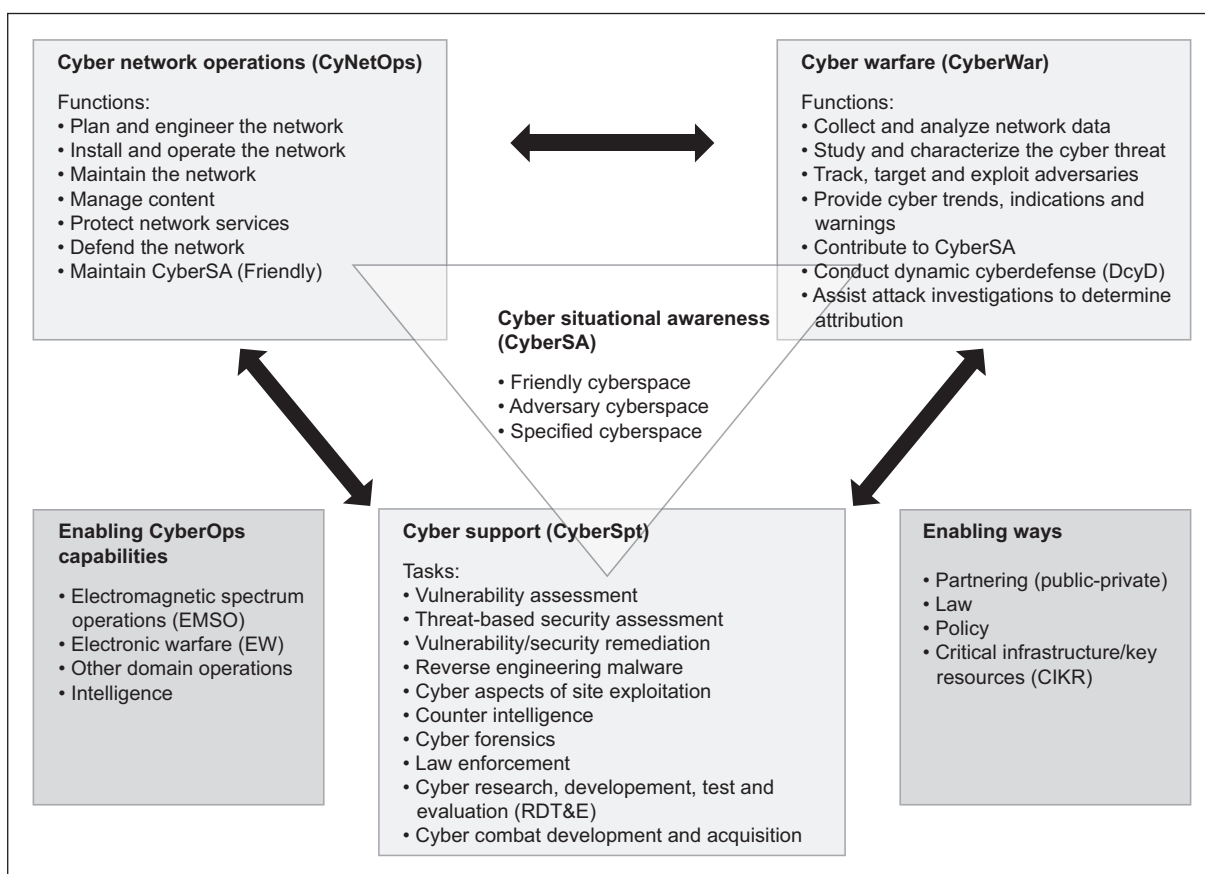 Cyber network operations (CyNetOps)
Functions:
• Plan and engineer the network
• Install and operate the network
• Maintain the network
• Manage content
• Protect network services
• Defend the network
• Maintain CyberSA (Friendly)
Cyber warfare (CyberWar)
Functions:
• Collect and analyze network data
• Study and characterize the cyber threat
• Track, target and exploit adversaries
• Provide cyber trends, indications and
warnings
• Contribute to CyberSA
• Conduct dynamic cyberdefense (DcyD)
• Assist attack investigations to determine
attribution
Cyber situational awareness
(CyberSA)
• Friendly cyberspace
• Adversary cyberspace
• Specified cyberspace
Enabling CyberOps
capabilities
• Electromagnetic spectrum
operations (EMSO)
• Electronic warfare (EW)
• Other domain operations
• Intelligence
Cyber support (CyberSpt)
Tasks:
• Vulnerability assessment
• Threat-based security assessment
• Vulnerability/security remediation
• Reverse engineering malware
• Cyber aspects of site exploitation
• Counter intelligence
• Cyber forensics
• Law enforcement
• Cyber research, developement, test and
evaluation (RDT&E)
• Cyber combat development and acquisition
Enabling ways
• Partnering (public-private)
• Law
• Policy
• Critical infrastructure/key
resources (CIKR)